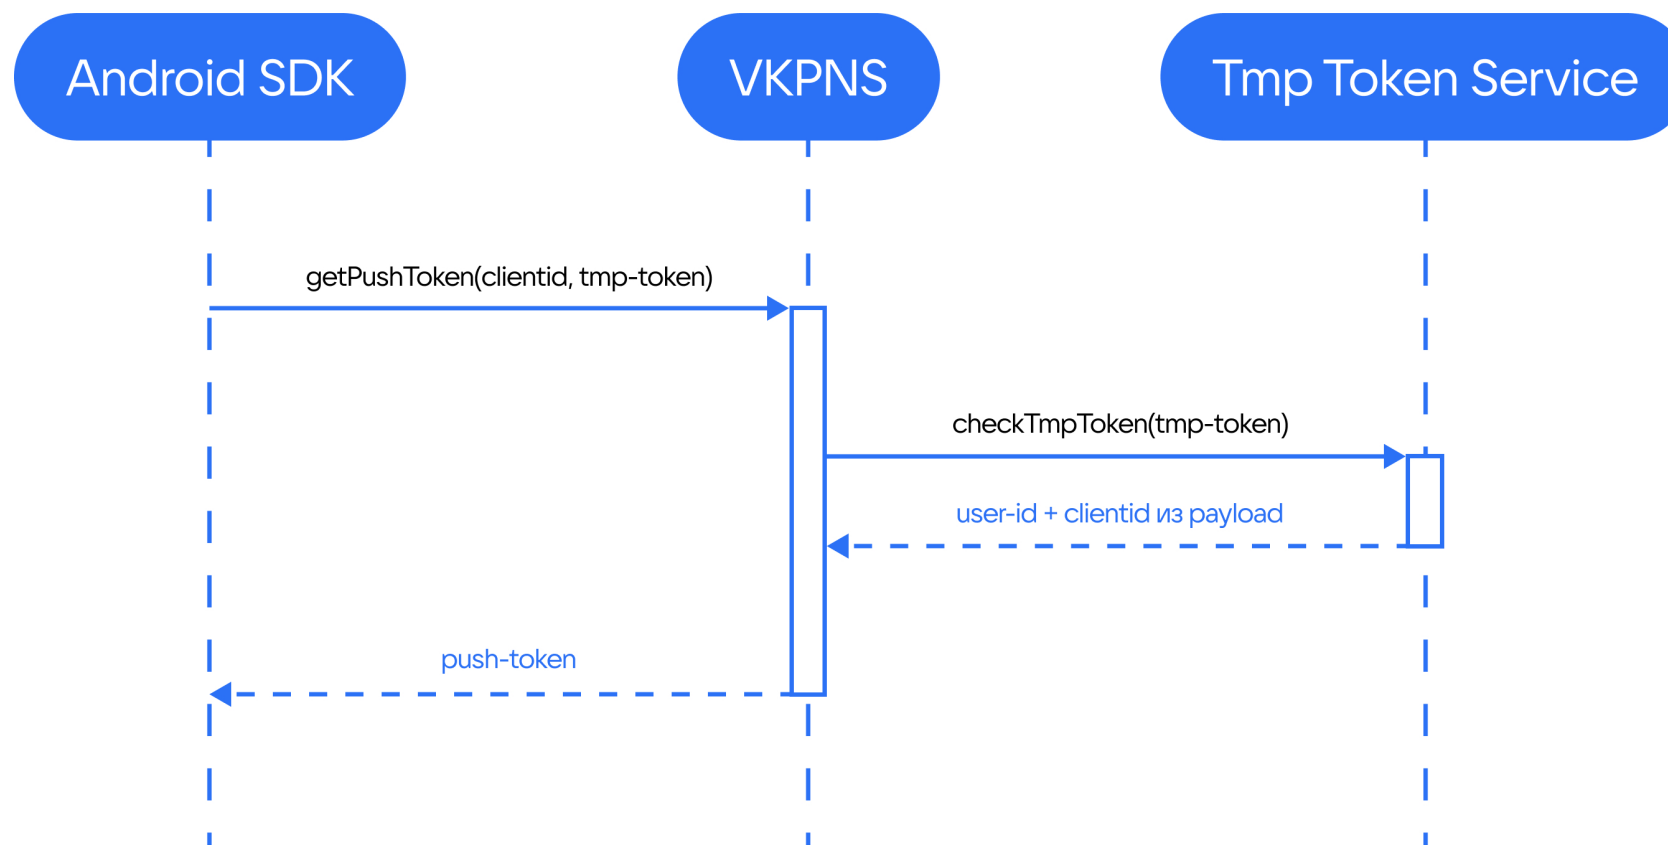 Android SDK
VKPNS
Tmp Token Service
getPushToken(clientid, tmp-token)
checkTmpToken(tmp-token)
user-id + clientid из payload
push-token